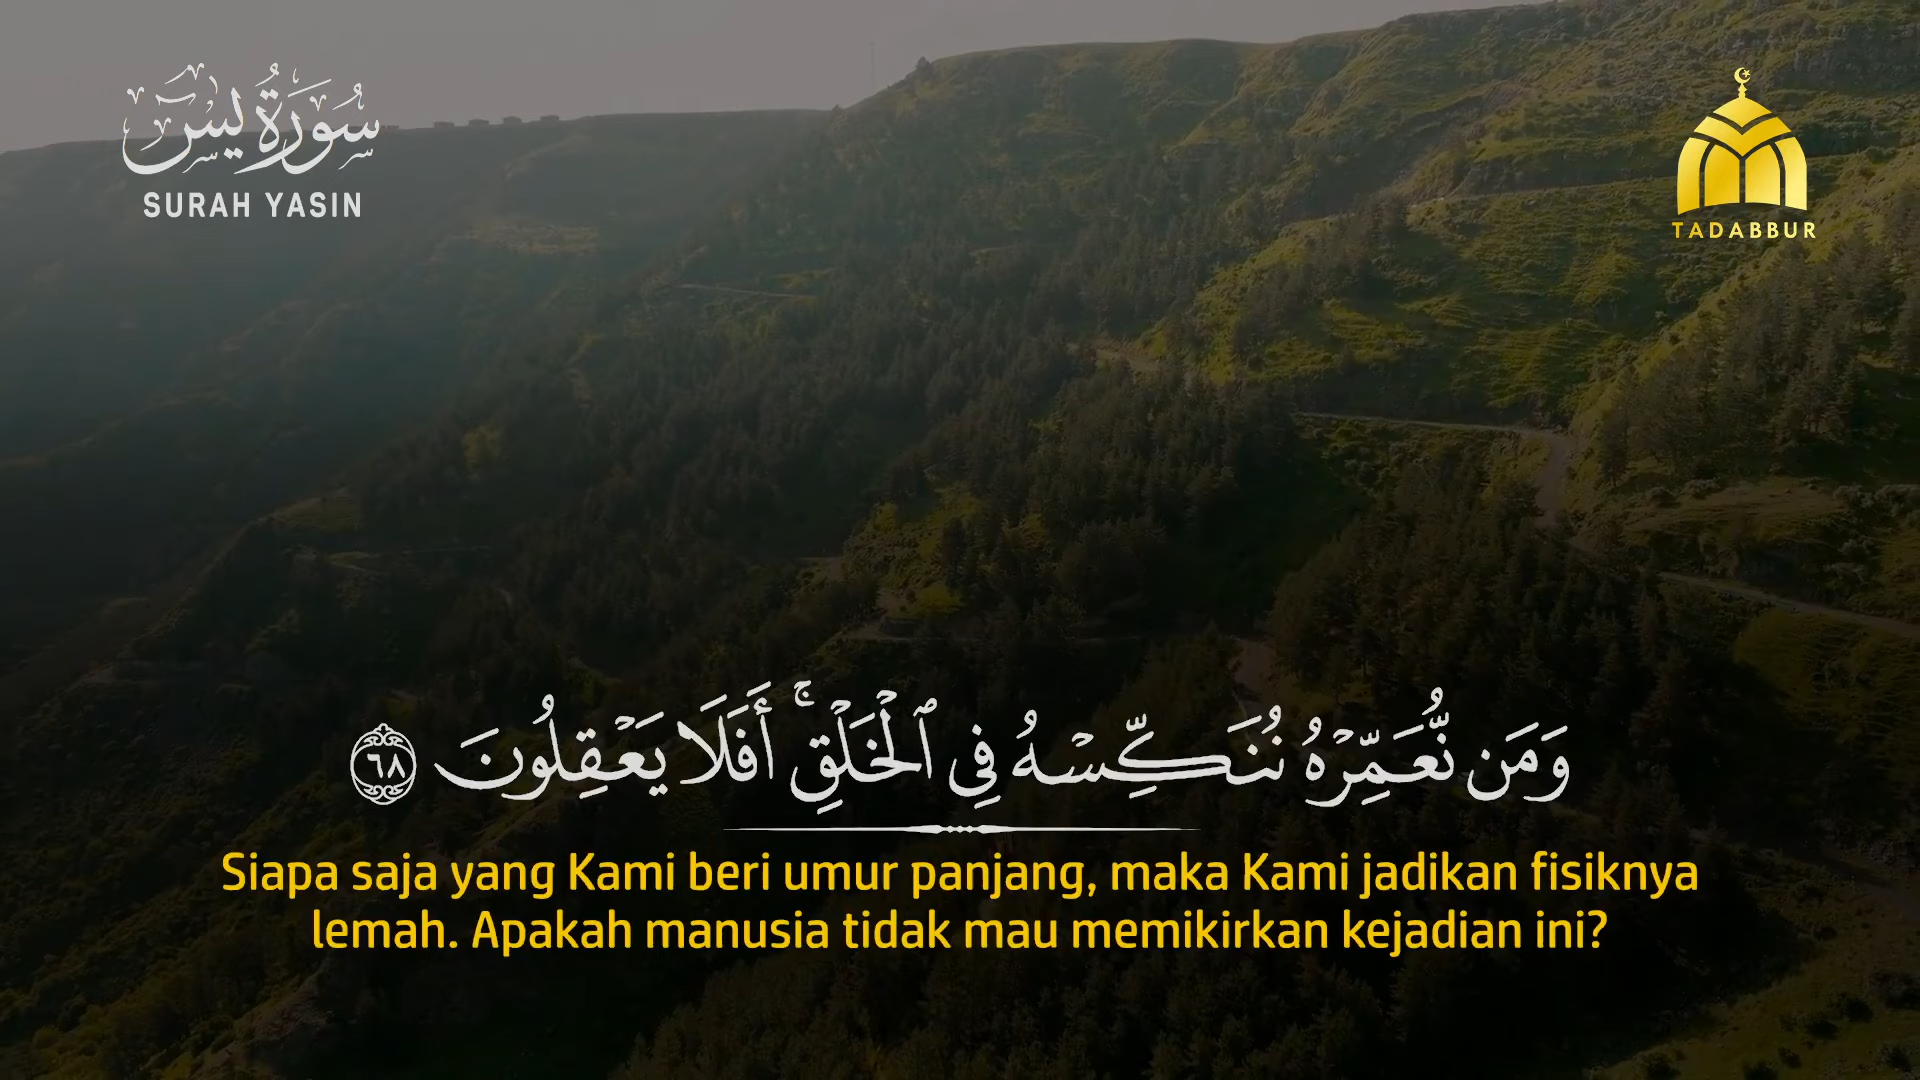 سُورَةُ يس
SURAH YASIN
TADABBUR
وَمَن نُّعَمِّرْهُ نُنَكِّسْهُ فِي ٱلْخَلْقِ ۚ أَفَلَا يَعْقِلُونَ ٦٨
Siapa saja yang Kami beri umur panjang, maka Kami jadikan fisiknya
lemah. Apakah manusia tidak mau memikirkan kejadian ini?